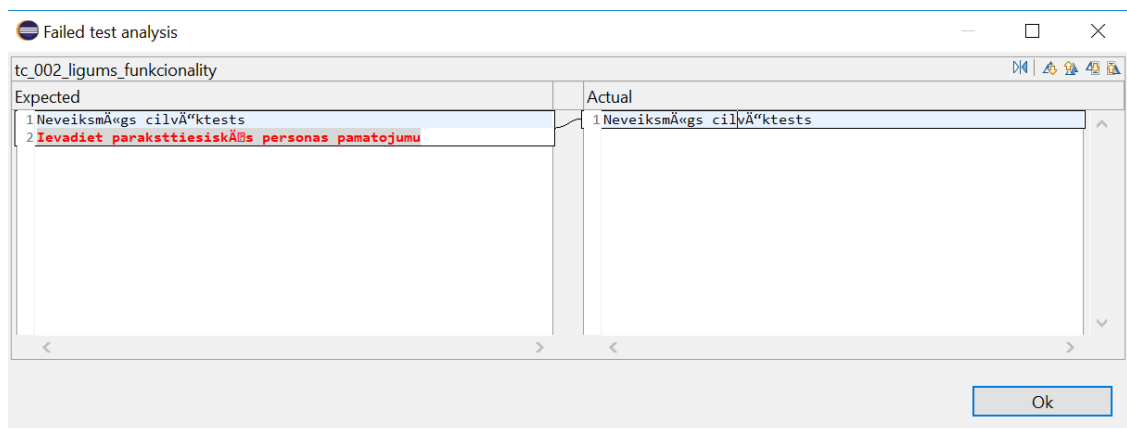 Failed test analysis
tc_002_ligums_funkcionality
Expected
Actual
1 NeveiksmÄ«gs cilvÄ“ktests
2 Ievadiet paraksttiesiskÄs personas pamatojumu
1 NeveiksmÄ«gs cilvÄ“ktests
Ok